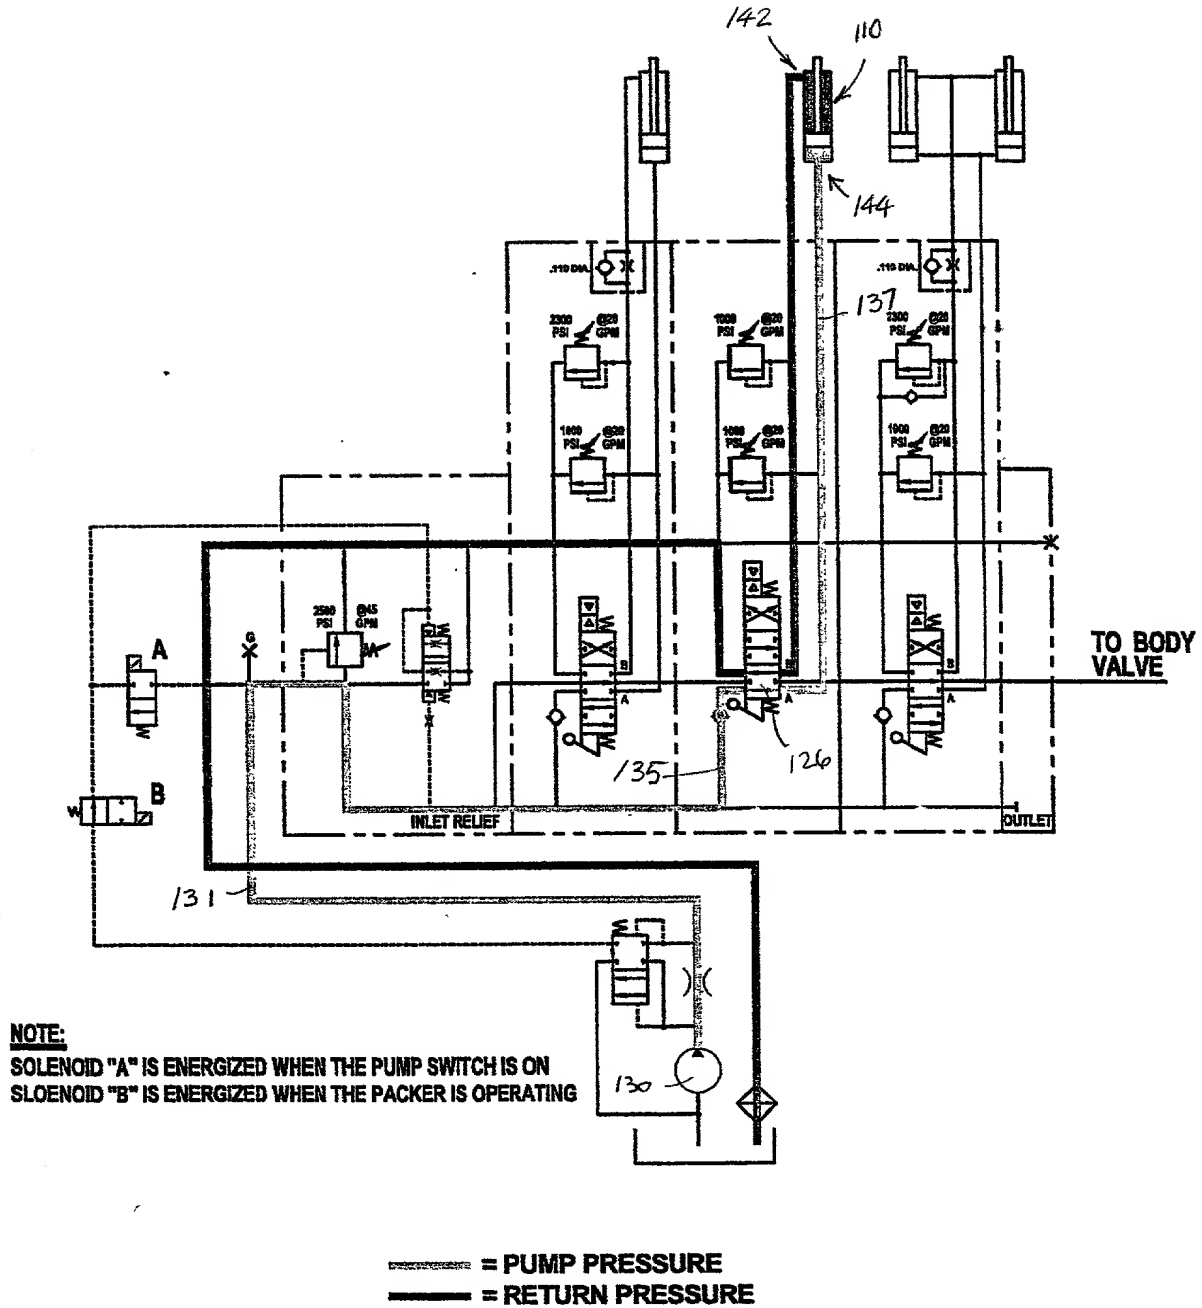 142
110
144
.110 DIA.
.110 DIA.
137
2300 @20
PSI GPM
1000 @20
PSI GPM
2300 @20
PSI GPM
@20
PSI GPM
@20
PSI GPM
@20
PSI GPM
2500 @45
PSI GPM
A
G
B
A
B
A
B
A
TO BODY
VALVE
B
135
126
INLET RELIEF
OUTLET
131
130
NOTE:
SOLENOID "A" IS ENERGIZED WHEN THE PUMP SWITCH IS ON
SLOENOID "B" IS ENERGIZED WHEN THE PACKER IS OPERATING
= PUMP PRESSURE
= RETURN PRESSURE